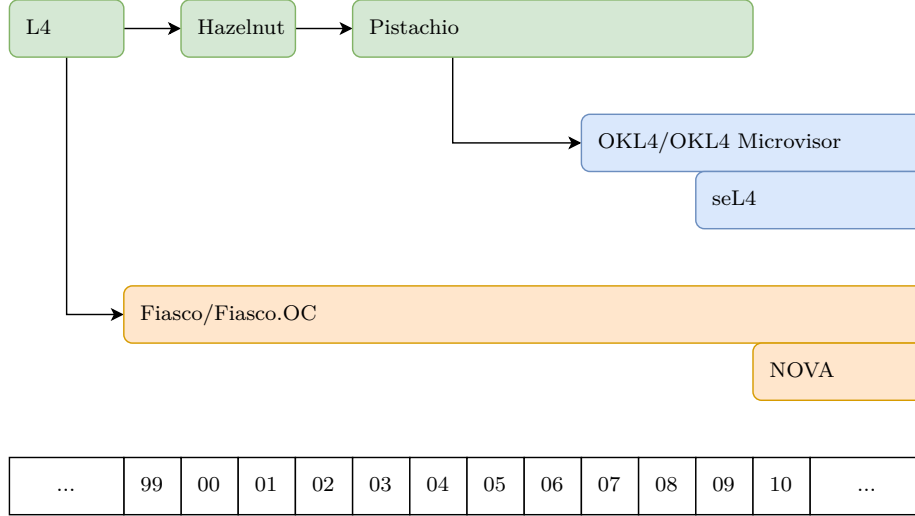 L4
Hazelnut
Pistachio
OKL4/OKL4 Microvisor
seL4
Fiasco/Fiasco.OC
NOVA
... 99 00 01 02 03 04 05 06 07 08 09 10 ...